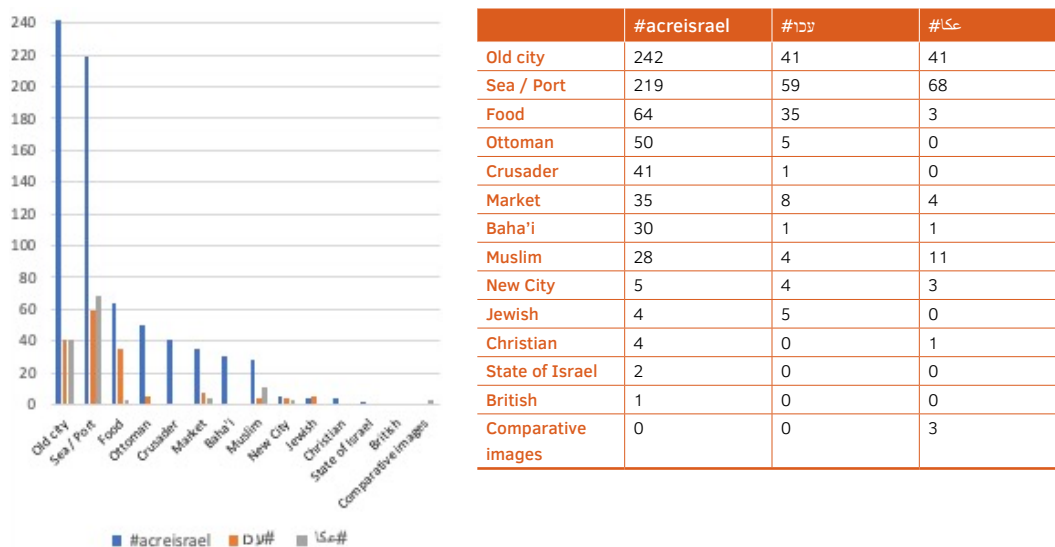 240
220
200
180
160
140
120
100
80
60
40
20
0
Old city
Sea / Port
Food
Ottoman
Crusader
Market
Baha'i
Muslim
New City
Jewish
Christian
State of Israel
British
Comparative images
#acreisrael #עכו #عكا
#acreisrael #עכו #عكا
Old city 242 41 41
Sea / Port 219 59 68
Food 64 35 3
Ottoman 50 5 0
Crusader 41 1 0
Market 35 8 4
Baha’i 30 1 1
Muslim 28 4 11
New City 5 4 3
Jewish 4 5 0
Christian 4 0 1
State of Israel 2 0 0
British 1 0 0
Comparative 0 0 3
images